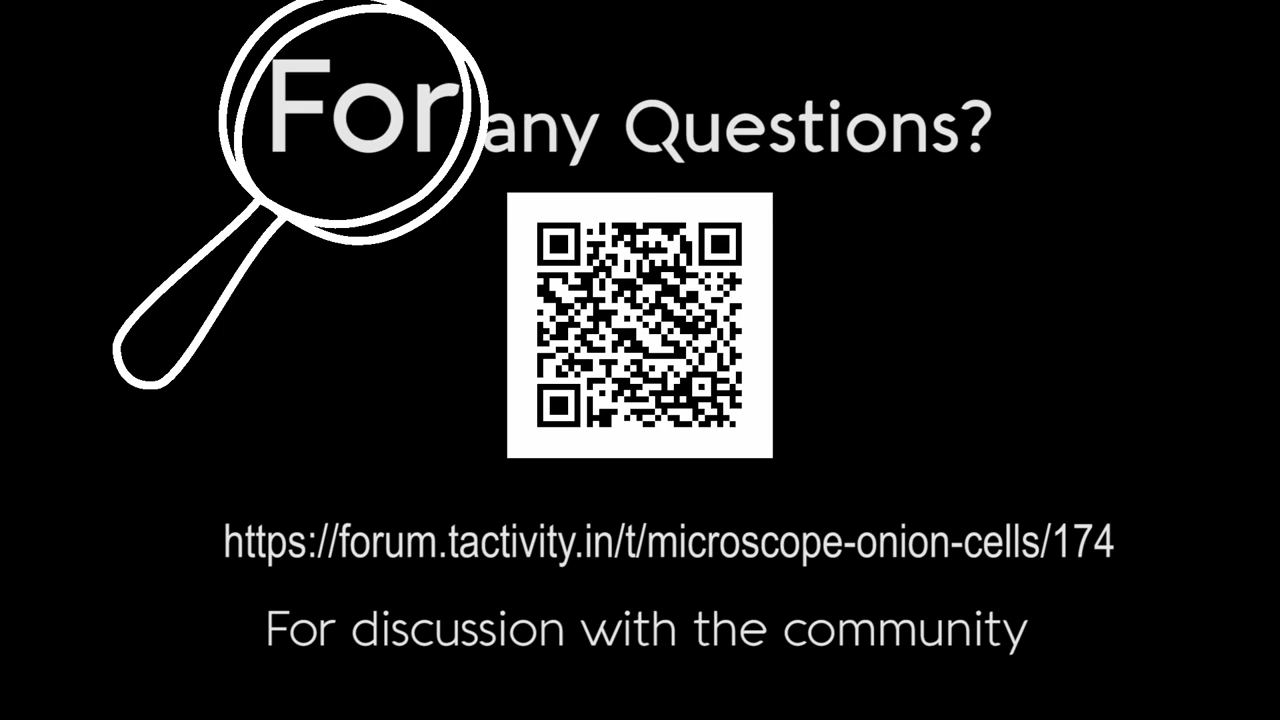 For any Questions?
https://forum.tactivity.in/t/microscope-onion-cells/174
For discussion with the community